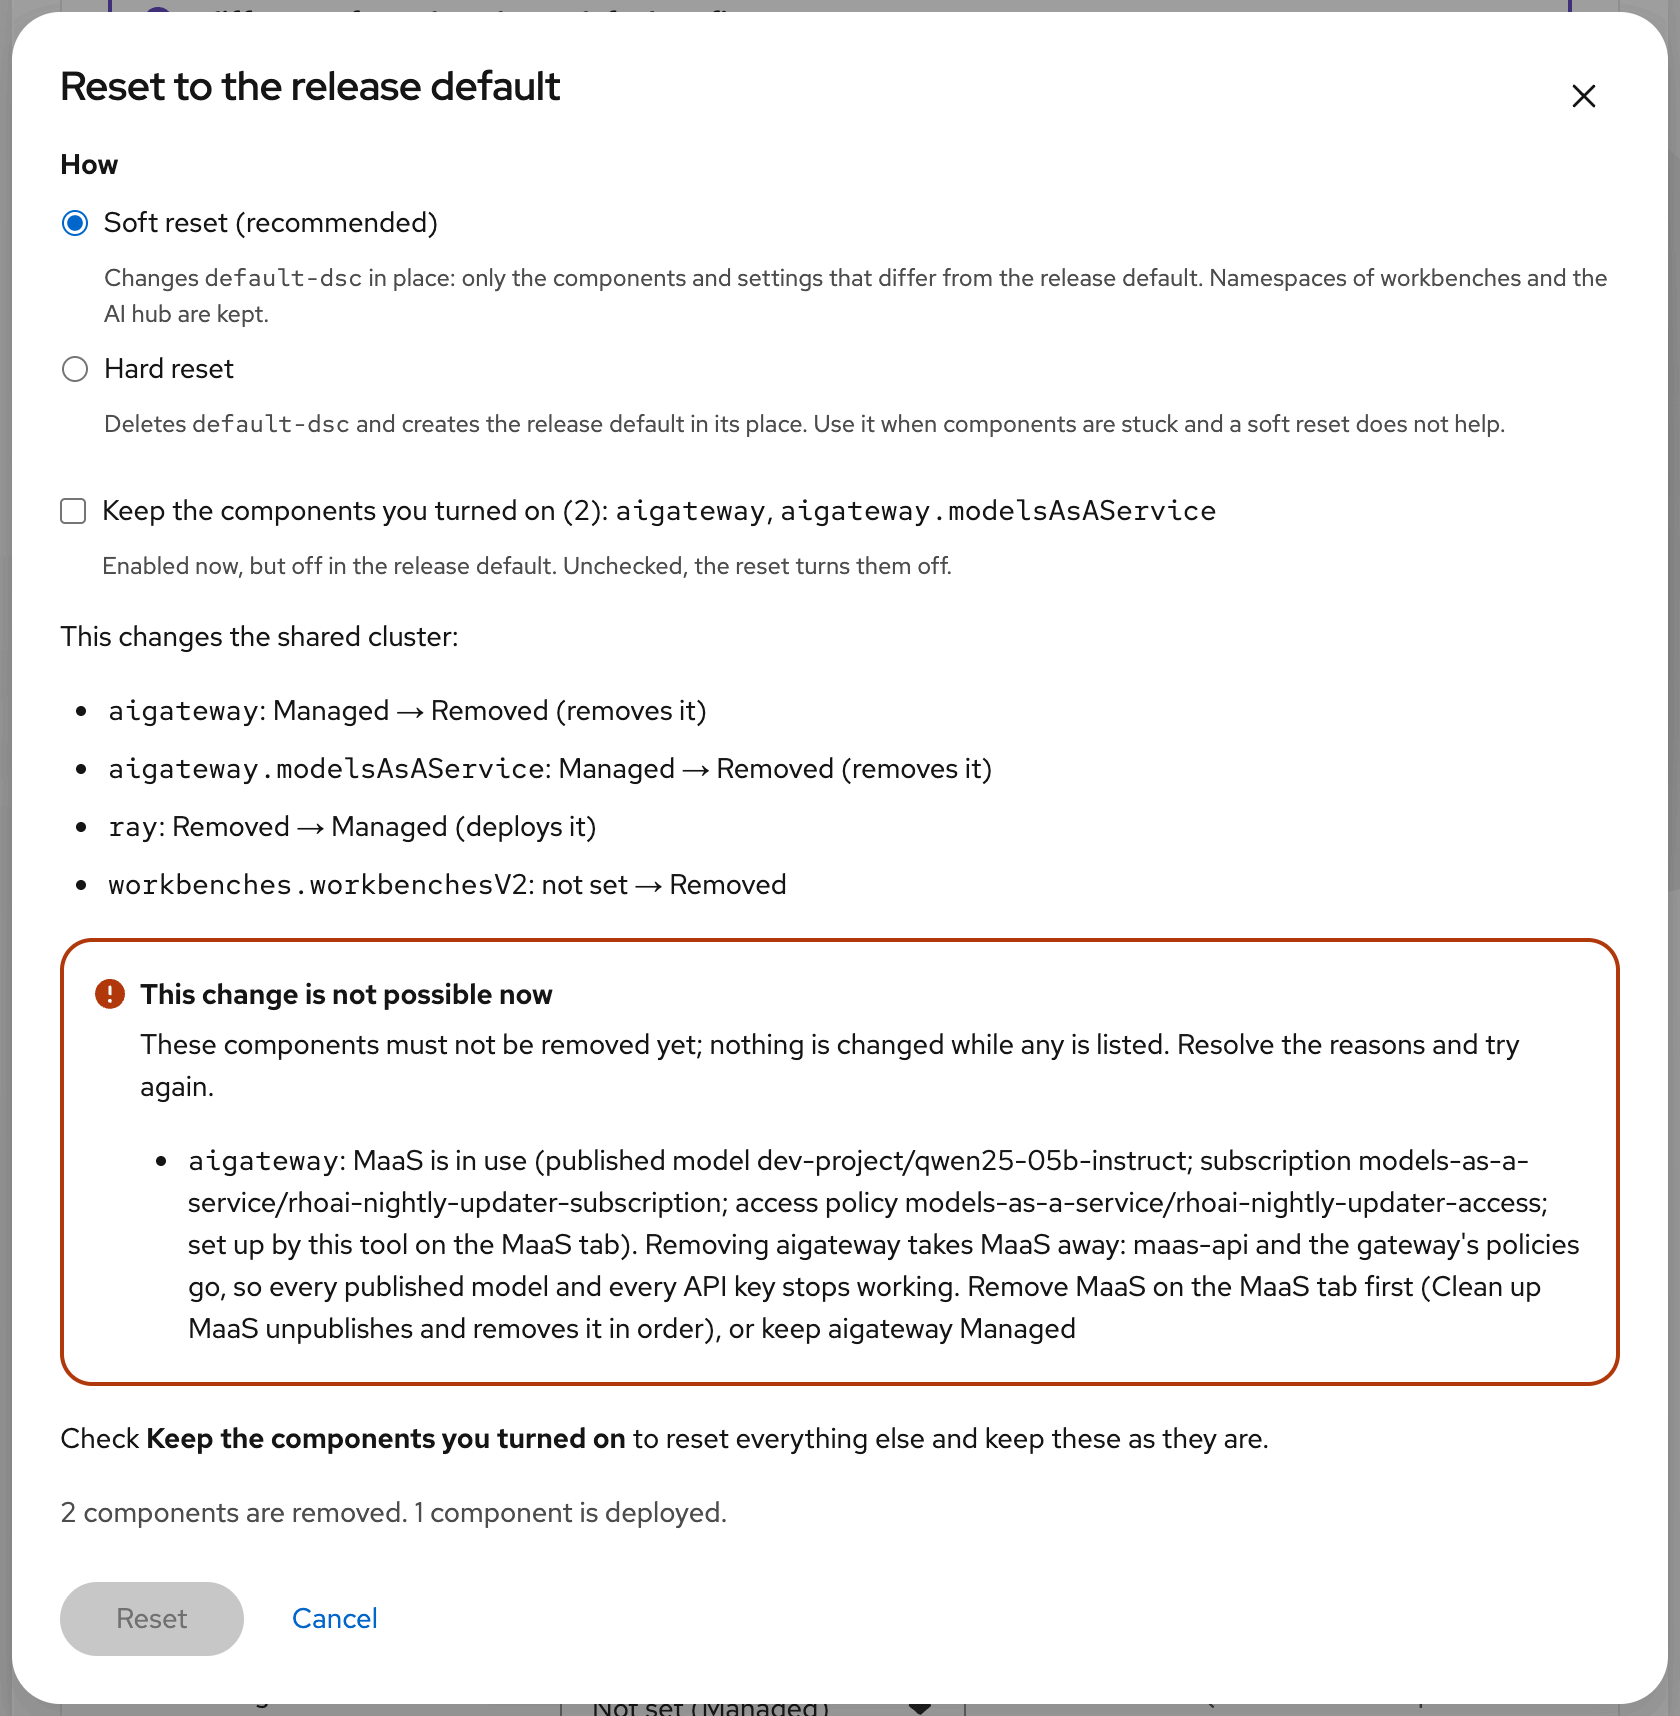 Reset to the release default
How
Soft reset (recommended)
Changes default-dsc in place: only the components and settings that differ from the release default. Namespaces of workbenches and the
AI hub are kept.
Hard reset
Deletes default-dsc and creates the release default in its place. Use it when components are stuck and a soft reset does not help.
Keep the components you turned on (2): aigateway, aigateway.modelsAsAService
Enabled now, but off in the release default. Unchecked, the reset turns them off.
This changes the shared cluster:
• aigateway: Managed → Removed (removes it)
• aigateway.modelsAsAService: Managed → Removed (removes it)
• ray: Removed → Managed (deploys it)
• workbenches.workbenchesV2: not set → Removed
This change is not possible now
These components must not be removed yet; nothing is changed while any is listed. Resolve the reasons and try
again.
• aigateway: MaaS is in use (published model dev-project/qwen25-05b-instruct; subscription models-as-a-
service/rhoai-nightly-updater-subscription; access policy models-as-a-service/rhoai-nightly-updater-access;
set up by this tool on the MaaS tab). Removing aigateway takes MaaS away: maas-api and the gateway's policies
go, so every published model and every API key stops working. Remove MaaS on the MaaS tab first (Clean up
MaaS unpublishes and removes it in order), or keep aigateway Managed
Check Keep the components you turned on to reset everything else and keep these as they are.
2 components are removed. 1 component is deployed.
Reset Cancel
Not set (Managed)